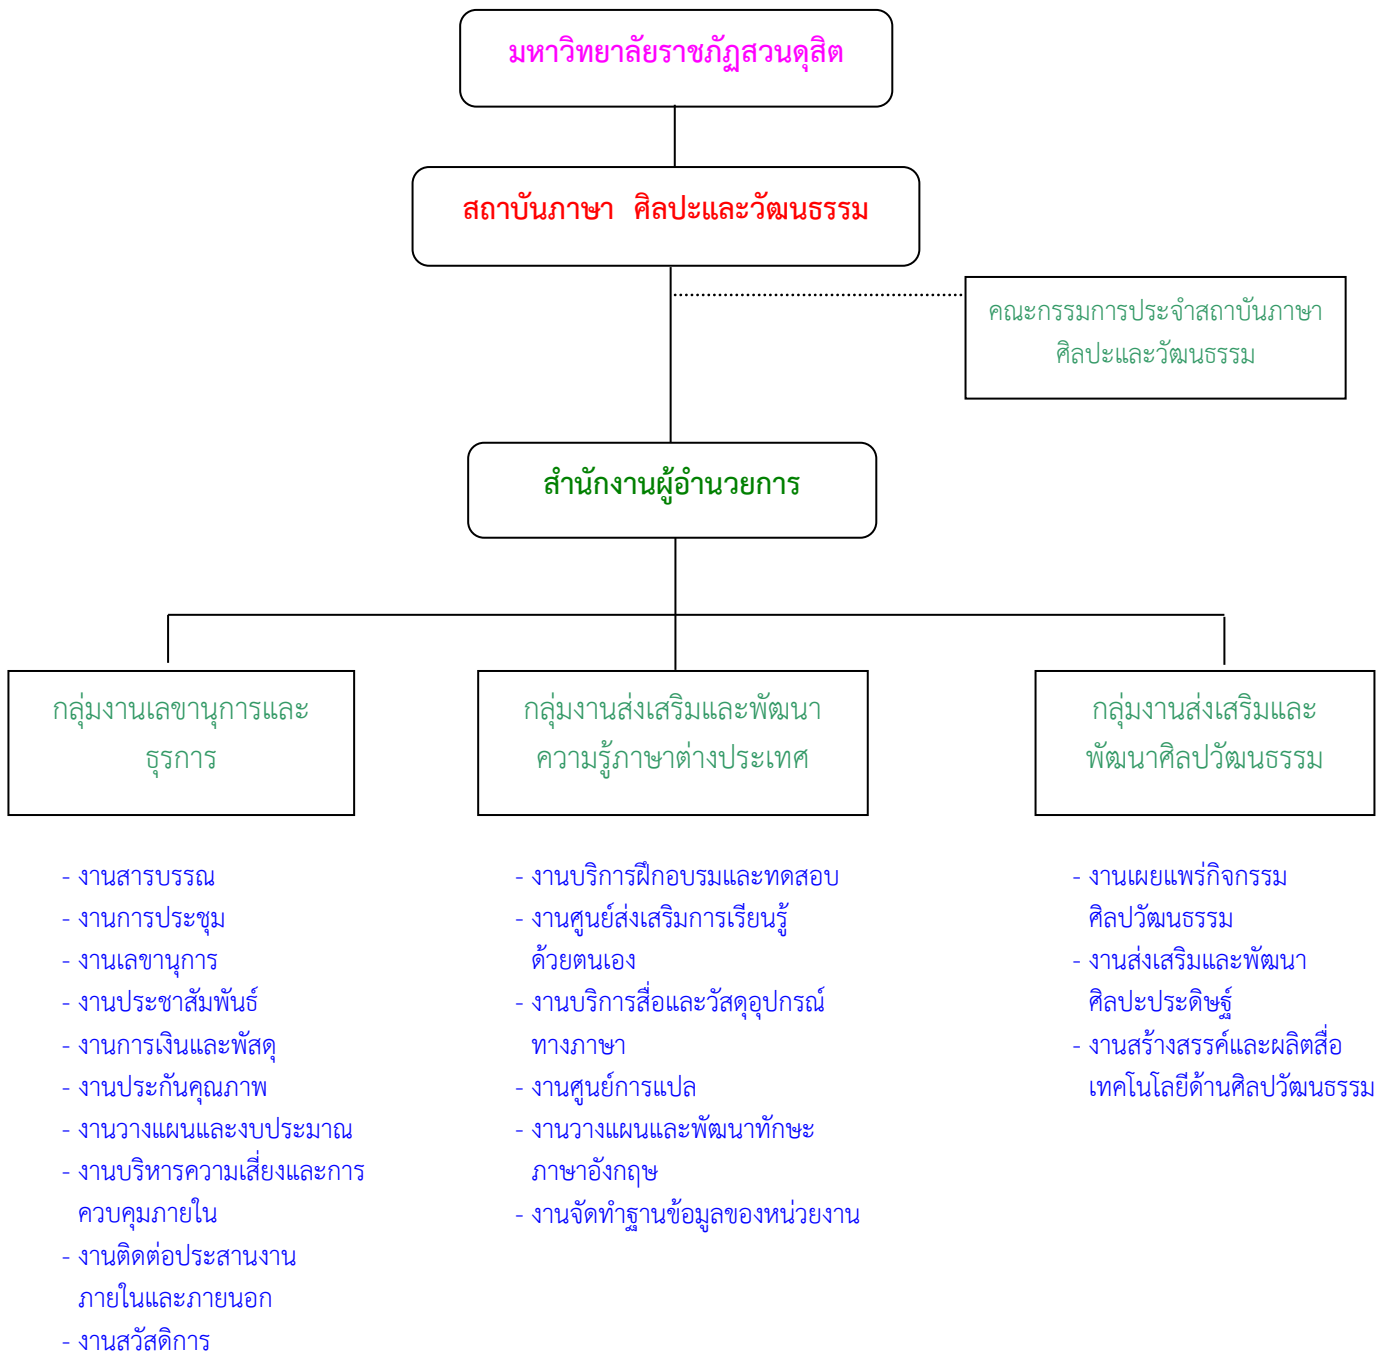 มหาวิทยาลัยราชภัฏสวนดุสิต
สถาบันภาษา ศิลปะและวัฒนธรรม
คณะกรรมการประจำสถาบันภาษา
ศิลปะและวัฒนธรรม
สำนักงานผู้อำนวยการ
กลุ่มงานเลขานุการและ
ธุรการ
กลุ่มงานส่งเสริมและพัฒนา
ความรู้ภาษาต่างประเทศ
กลุ่มงานส่งเสริมและ
พัฒนาศิลปวัฒนธรรม
- งานสารบรรณ
- งานการประชุม
- งานเลขานุการ
- งานประชาสัมพันธ์
- งานการเงินและพัสดุ
- งานประกันคุณภาพ
- งานวางแผนและงบประมาณ
- งานบริหารความเสี่ยงและการ
ควบคุมภายใน
- งานติดต่อประสานงาน
ภายในและภายนอก
- งานสวัสดิการ
- งานบริการฝึกอบรมและทดสอบ
- งานศูนย์ส่งเสริมการเรียนรู้
ด้วยตนเอง
- งานบริการสื่อและวัสดุอุปกรณ์
ทางภาษา
- งานศูนย์การแปล
- งานวางแผนและพัฒนาทักษะ
ภาษาอังกฤษ
- งานจัดทำฐานข้อมูลของหน่วยงาน
- งานเผยแพร่กิจกรรม
ศิลปวัฒนธรรม
- งานส่งเสริมและพัฒนา
ศิลปะประดิษฐ์
- งานสร้างสรรค์และผลิตสื่อ
เทคโนโลยีด้านศิลปวัฒนธรรม